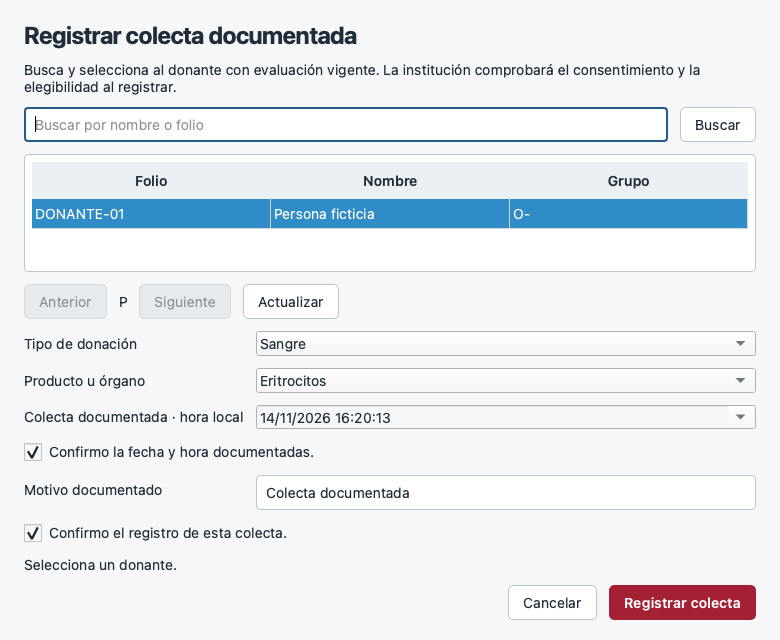 Registrar colecta documentada
Busca y selecciona al donante con evaluación vigente. La institución comprobará el consentimiento y la
elegibilidad al registrar.
Buscar por nombre o folio
Buscar
Folio Nombre Grupo
DONANTE-01 Persona ficticia O-
Anterior P Siguiente Actualizar
Tipo de donación Sangre
Producto u órgano Eritrocitos
Colecta documentada · hora local 14/11/2026 16:20:13
Confirmo la fecha y hora documentadas.
Motivo documentado Colecta documentada
Confirmo el registro de esta colecta.
Selecciona un donante.
Cancelar Registrar colecta